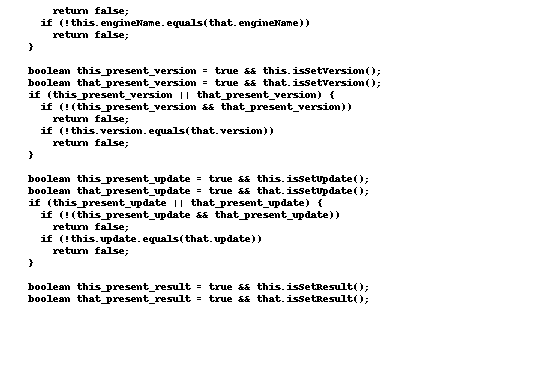 return false;
if (!this.engineName.equals(that.engineName))
return false;
}
boolean this_present_version = true && this.isSetVersion();
boolean that_present_version = true && that.isSetVersion();
if (this_present_version || that_present_version) {
if (!(this_present_version && that_present_version))
return false;
if (!this.version.equals(that.version))
return false;
}
boolean this_present_update = true && this.isSetUpdate();
boolean that_present_update = true && that.isSetUpdate();
if (this_present_update || that_present_update) {
if (!(this_present_update && that_present_update))
return false;
if (!this.update.equals(that.update))
return false;
}
boolean this_present_result = true && this.isSetResult();
boolean that_present_result = true && that.isSetResult();